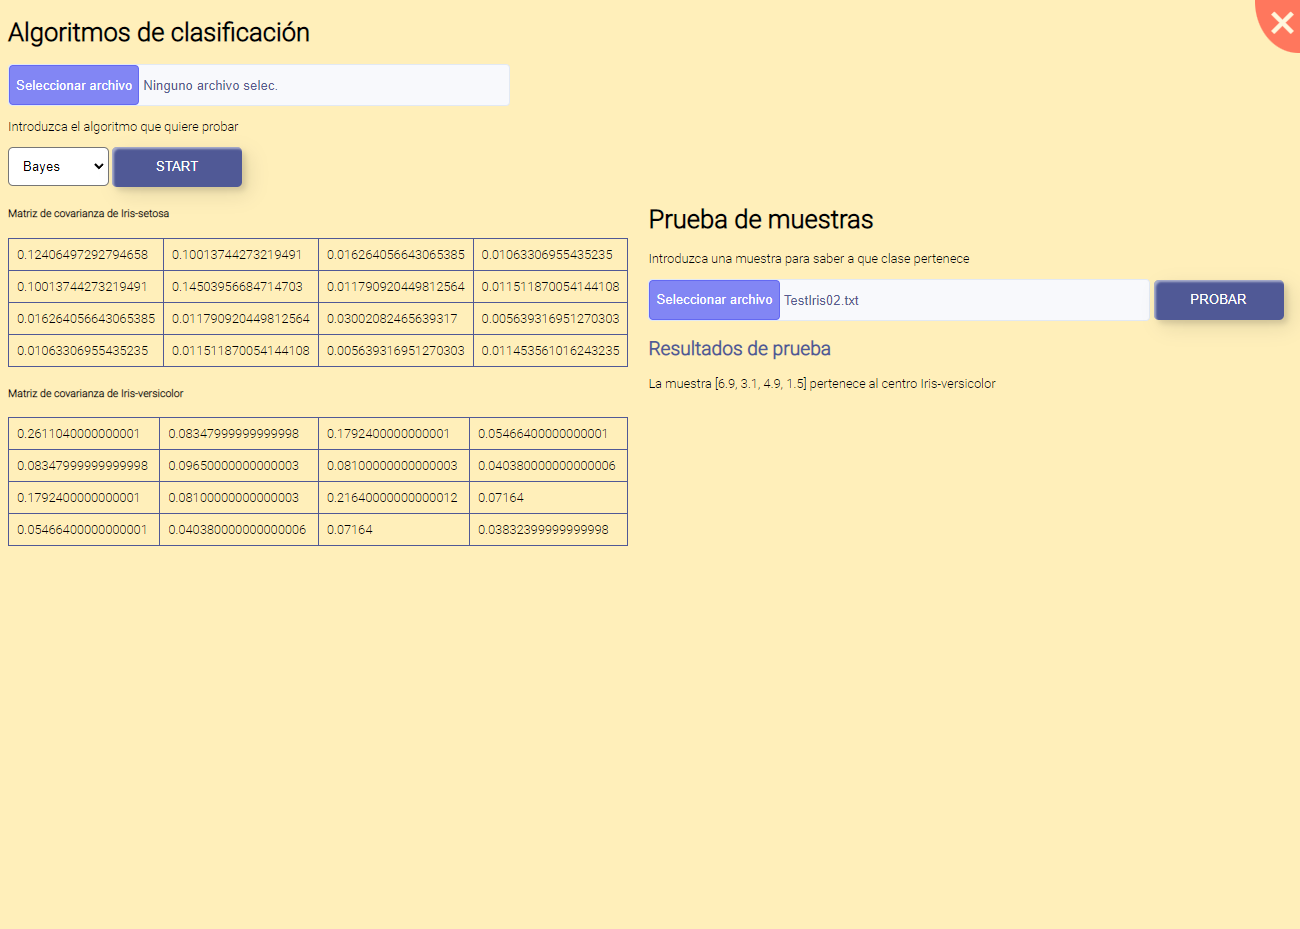 Algoritmos de clasificación
Seleccionar archivo Ninguno archivo selec.
Introduzca el algoritmo que quiere probar
Bayes START
Matriz de covarianza de Iris-setosa
0.12406497292794658 0.10013744273219491 0.016264056643065385 0.01063306955435235
0.10013744273219491 0.14503956684714703 0.011790920449812564 0.011511870054144108
0.016264056643065385 0.011790920449812564 0.03002082465639317 0.005639316951270303
0.01063306955435235 0.011511870054144108 0.005639316951270303 0.011453561016243235
Matriz de covarianza de Iris-versicolor
0.2611040000000001 0.08347999999999998 0.1792400000000001 0.05466400000000001
0.08347999999999998 0.09650000000000003 0.08100000000000003 0.040380000000000006
0.1792400000000001 0.08100000000000003 0.21640000000000012 0.07164
0.05466400000000001 0.040380000000000006 0.07164 0.03832399999999998
Prueba de muestras
Introduzca una muestra para saber a que clase pertenece
Seleccionar archivo TestIris02.txt PROBAR
Resultados de prueba
La muestra [6.9, 3.1, 4.9, 1.5] pertenece al centro Iris-versicolor